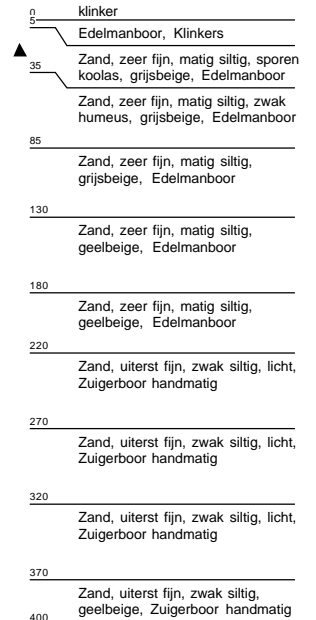 0
klinker
5
Edelmanboor, Klinkers
Zand, zeer fijn, matig siltig, sporen
koolas, grijsbeige, Edelmanboor
35
Zand, zeer fijn, matig siltig, zwak
humeus, grijsbeige, Edelmanboor
85
Zand, zeer fijn, matig siltig,
grijsbeige, Edelmanboor
130
Zand, zeer fijn, matig siltig,
geelbeige, Edelmanboor
180
Zand, zeer fijn, matig siltig,
geelbeige, Edelmanboor
220
Zand, uiterst fijn, zwak siltig, licht,
Zuigerboor handmatig
270
Zand, uiterst fijn, zwak siltig, licht,
Zuigerboor handmatig
320
Zand, uiterst fijn, zwak siltig, licht,
Zuigerboor handmatig
370
Zand, uiterst fijn, zwak siltig,
geelbeige, Zuigerboor handmatig
400